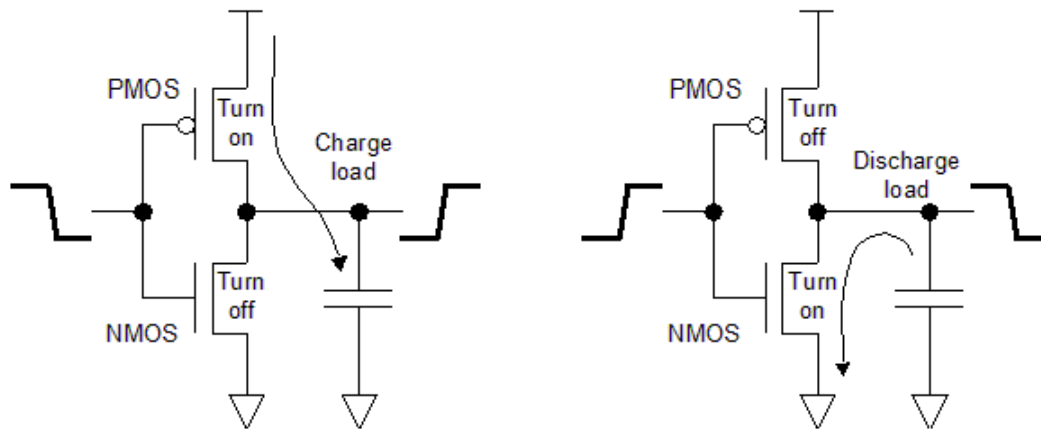 PMOS
Turn
on
Charge
load
Turn
off
NMOS
PMOS
Turn
off
Discharge
load
Turn
on
NMOS